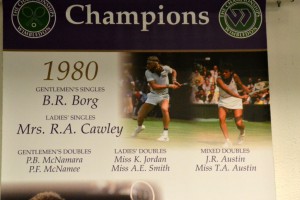 Champions
1980
GENTLEMEN'S SINGLES
B.R. Borg
LADIES' SINGLES
Mrs. R.A. Cawley
GENTLEMEN'S DOUBLES
P.B. McNamara
P.F. McNamee
LADIES' DOUBLES
Miss K. Jordan
Miss A.E. Smith
MIXED DOUBLES
J.R. Austin
Miss T.A. Austin